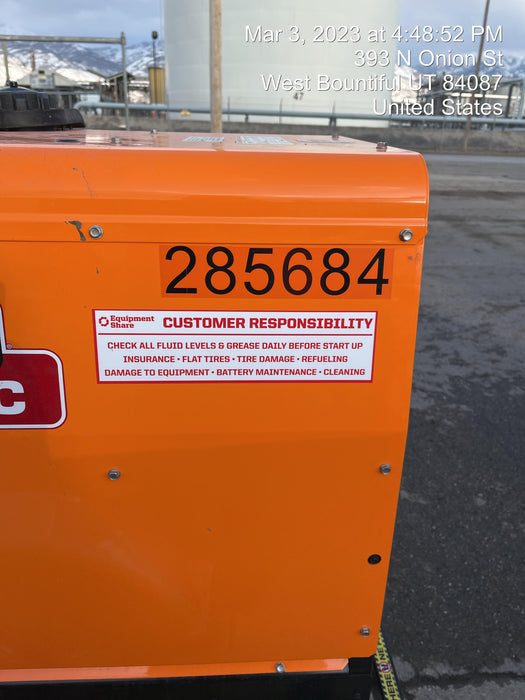 Mar 3, 2023 at 4:48:52 PM
393 N Onion St
West Bountiful UT 84087
United States
47
285684
Equipment
Share
CUSTOMER RESPONSIBILITY
CHECK ALL FLUID LEVELS & GREASE DAILY BEFORE START UP
INSURANCE • FLAT TIRES • TIRE DAMAGE • REFUELING
DAMAGE TO EQUIPMENT • BATTERY MAINTENANCE • CLEANING
C